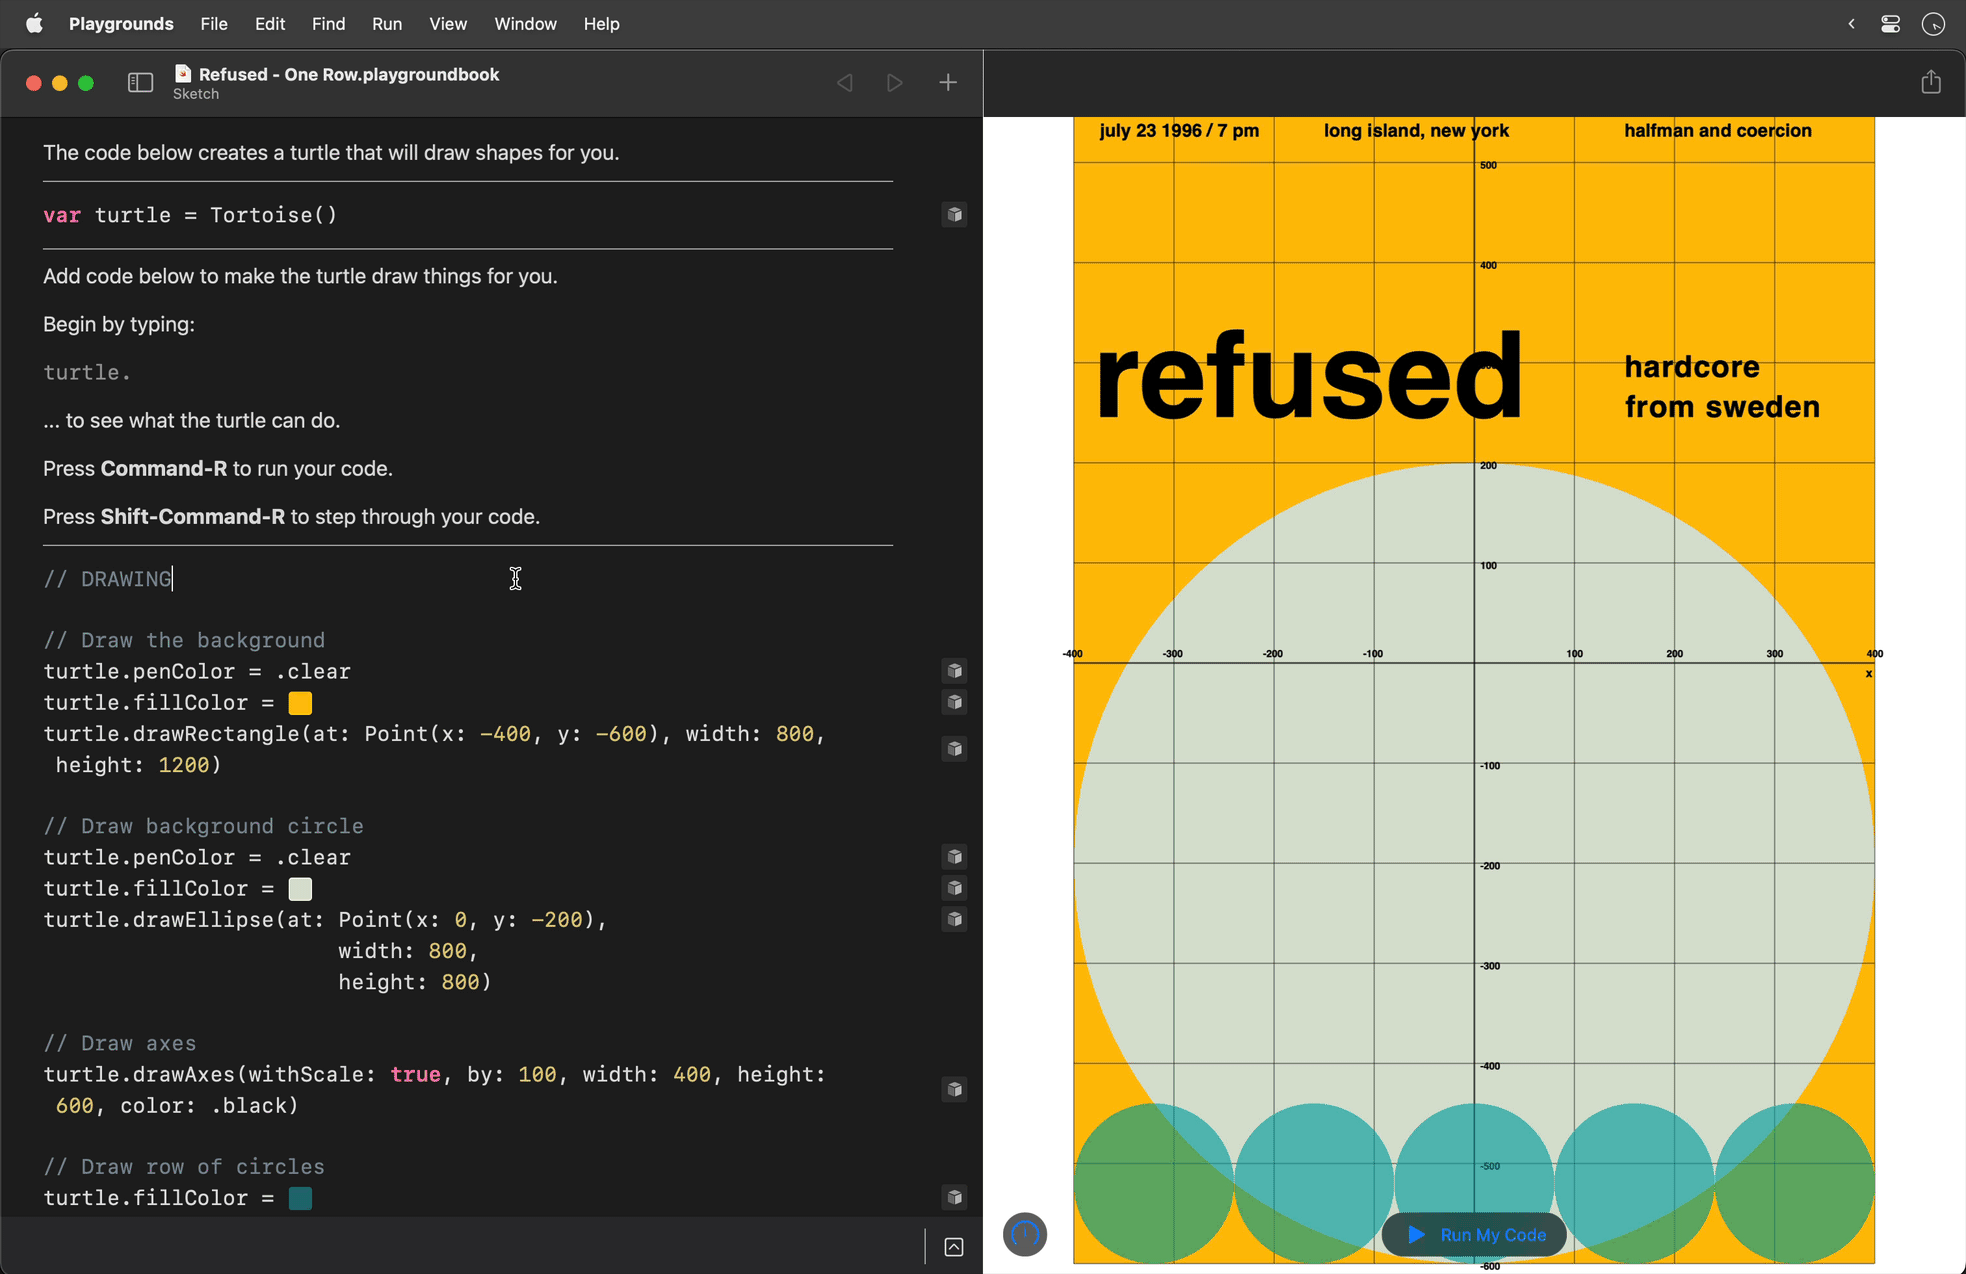 Playgrounds File Edit Find Run View Window Help
Refused - One Row.playgroundbook
Sketch
The code below creates a turtle that will draw shapes for you.
var turtle = Tortoise()
Add code below to make the turtle draw things for you.
Begin by typing:
turtle.
... to see what the turtle can do.
Press Command-R to run your code.
Press Shift-Command-R to step through your code.
// DRAWING
// Draw the background
turtle.penColor = .clear
turtle.fillColor =
turtle.drawRectangle(at: Point(x: -400, y: -600), width: 800,
height: 1200)
// Draw background circle
turtle.penColor = .clear
turtle.fillColor =
turtle.drawEllipse(at: Point(x: 0, y: -200),
width: 800,
height: 800)
// Draw axes
turtle.drawAxes(withScale: true, by: 100, width: 400, height:
600, color: .black)
// Draw row of circles
turtle.fillColor =
july 23 1996 / 7 pm long island, new york halfman and coercion
500
400
refused
hardcore
from sweden
200
100
-400 -300 -200 -100 100 200 300 400
x
-100
-200
-300
-400
-500
Run My Code
-600